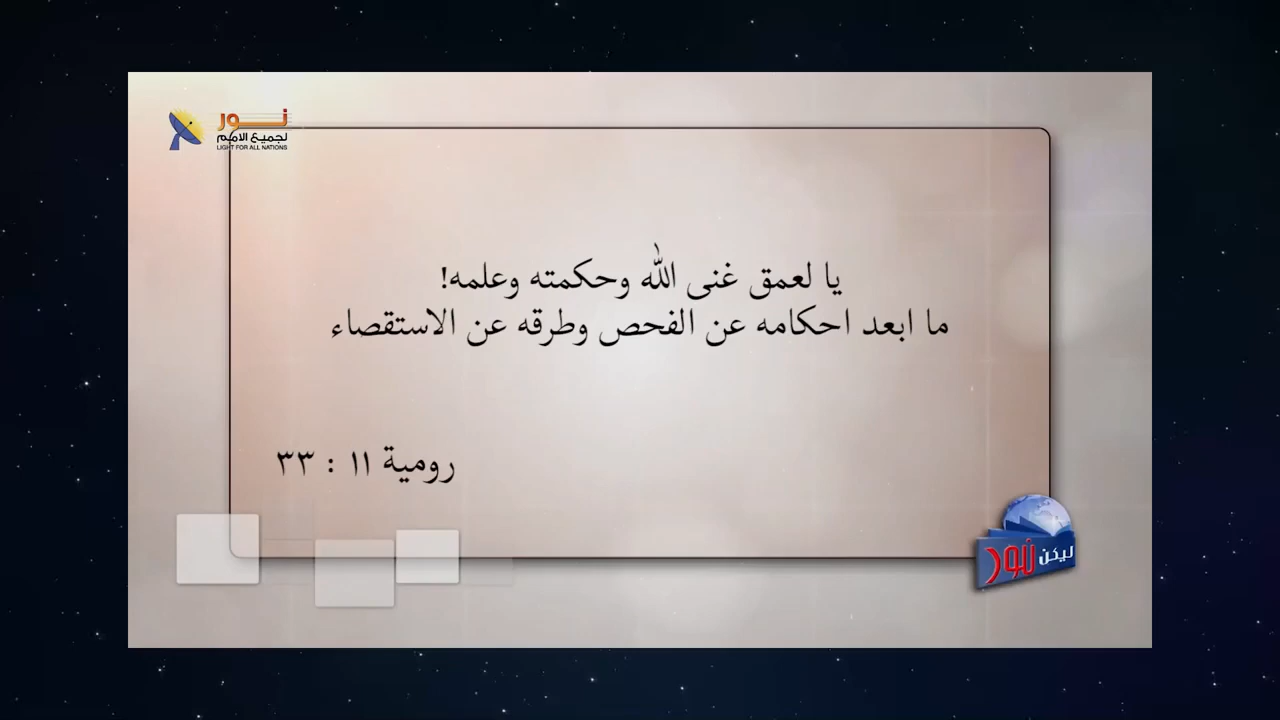 نور
لجميع الامم
LIGHT FOR ALL NATIONS
يا لعمق غنى الله وحكمته وعلمه!
ما ابعد احكامه عن الفحص وطرقه عن الاستقصاء
رومية ١١ : ٣٣
ليكن نور